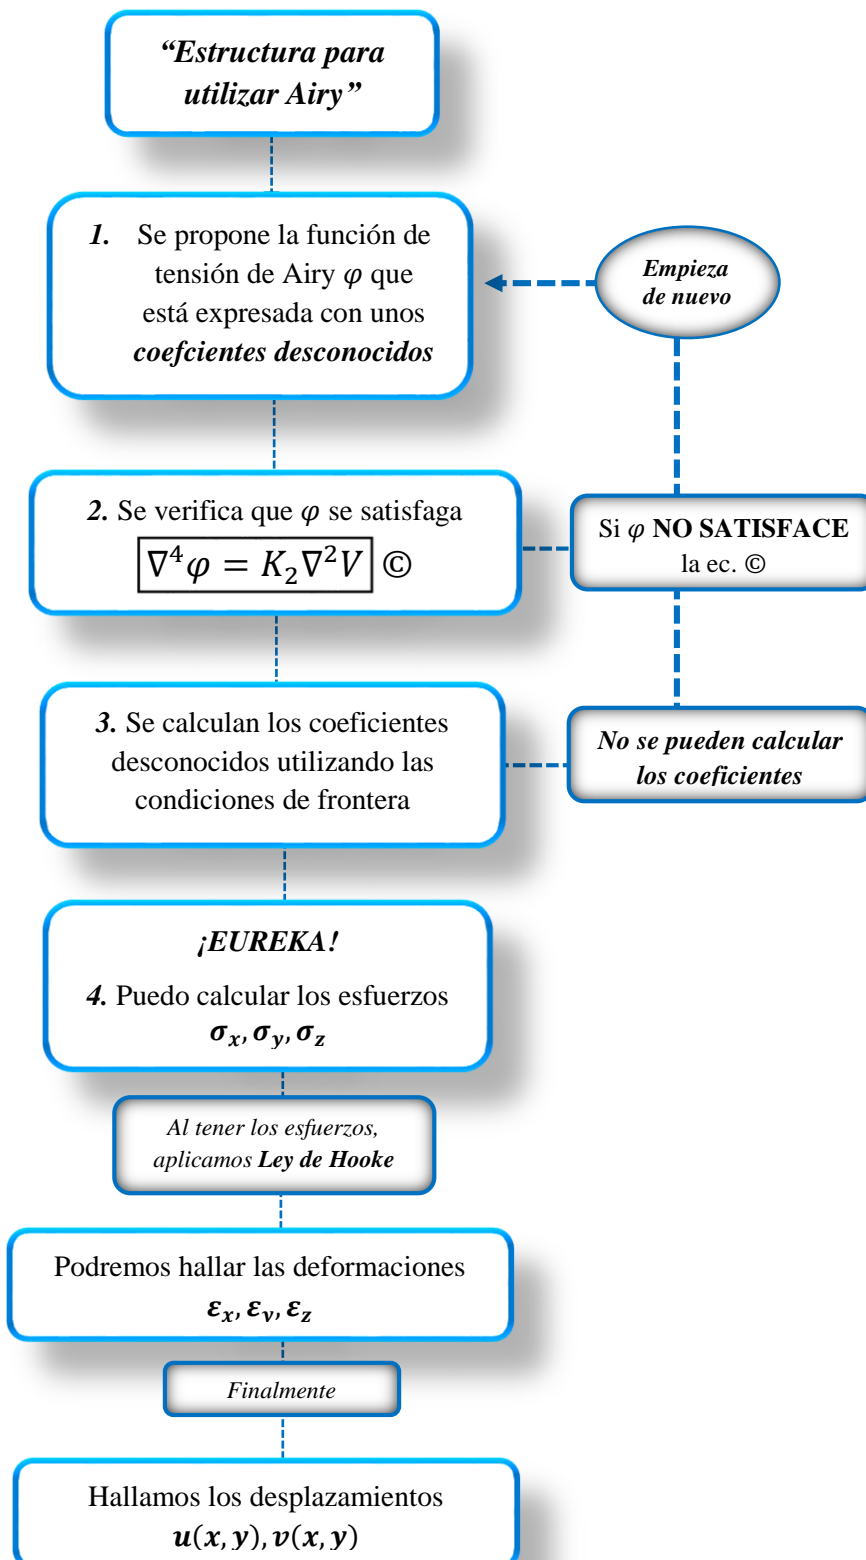 “Estructura para
utilizar Airy”
1. Se propone la función de
tensión de Airy φ que
está expresada con unos
coefcientes desconocidos
Empieza
de nuevo
2. Se verifica que φ se satisfaga
∇⁴φ = K₂∇²V ©
Si φ NO SATISFACE
la ec. ©
3. Se calculan los coeficientes
desconocidos utilizando las
condiciones de frontera
No se pueden calcular
los coeficientes
¡EUREKA!
4. Puedo calcular los esfuerzos
σₓ, σᵧ, σ_z
Al tener los esfuerzos,
aplicamos Ley de Hooke
Podremos hallar las deformaciones
εₓ, εᵧ, ε_z
Finalmente
Hallamos los desplazamientos
u(x, y), v(x, y)